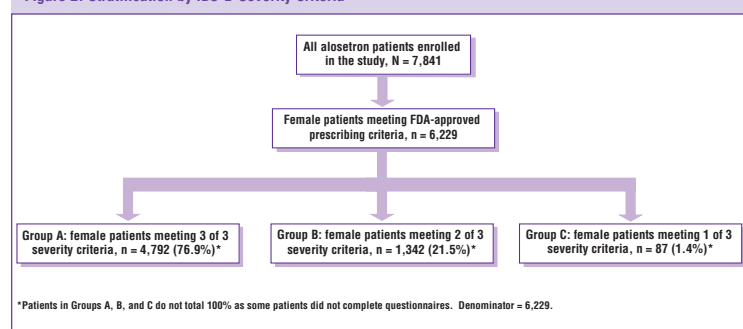 Figure 2. Stratification by IBS-D Severity Criteria
All alosetron patients enrolled
in the study, N = 7,841
Female patients meeting FDA-approved
prescribing criteria, n = 6,229
Group A: female patients meeting 3 of 3
severity criteria, n = 4,792 (76.9%)*
Group B: female patients meeting 2 of 3
severity criteria, n = 1,342 (21.5%)*
Group C: female patients meeting 1 of 3
severity criteria, n = 87 (1.4%)*
*Patients in Groups A, B, and C do not total 100% as some patients did not complete questionnaires. Denominator = 6,229.